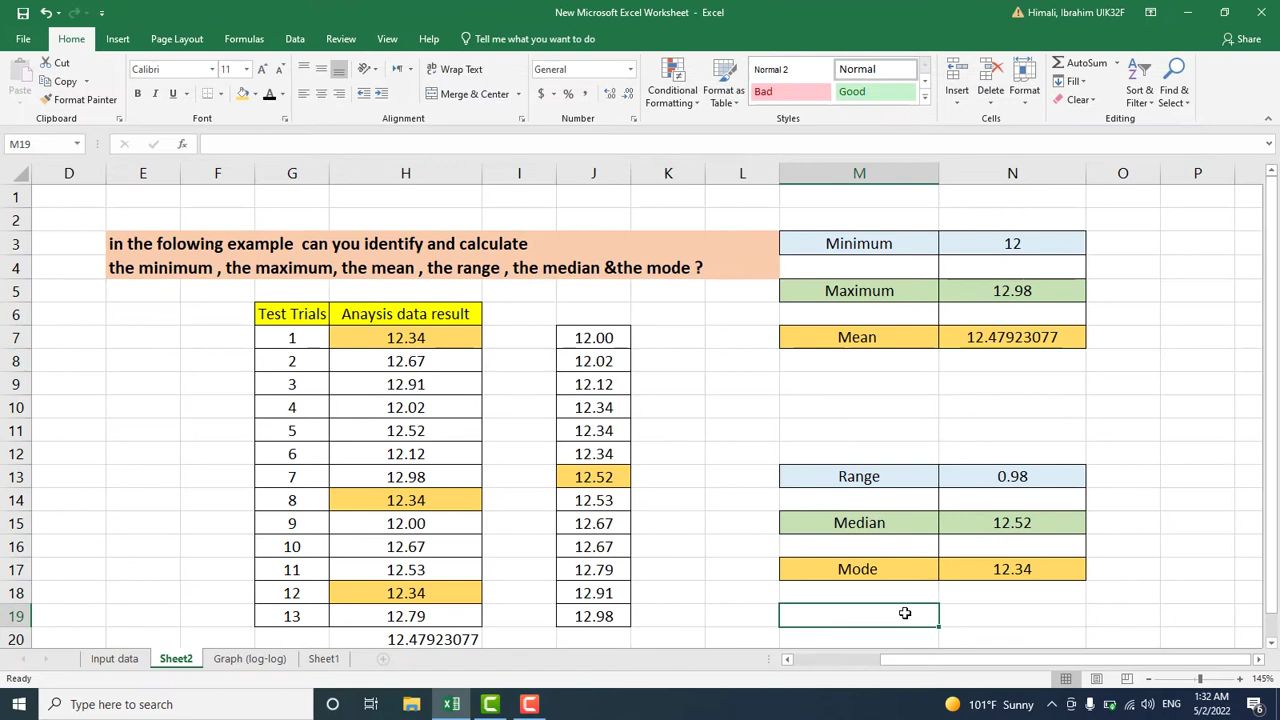 New Microsoft Excel Worksheet - Excel
Himali, Ibrahim UIK32F
File Home Insert Page Layout Formulas Data Review View Help Tell me what you want to do Share
Paste
Cut
Copy
Format Painter
Clipboard
Calibri 11
B I U
Font
Wrap Text
Merge & Center
Alignment
General
$ % ,
Number
Conditional Formatting
Format as Table
Normal 2 Normal
Bad Good
Styles
Insert Delete Format
Cells
AutoSum
Fill
Clear
Sort & Filter
Find & Select
Editing
M19 fx
D E F G H I J K L M N O P
1
2
3 in the folowing example can you identify and calculate Minimum 12
4 the minimum , the maximum, the mean , the range , the median &the mode ?
5 Maximum 12.98
6 Test Trials Anaysis data result
7 1 12.34 12.00 Mean 12.47923077
8 2 12.67 12.02
9 3 12.91 12.12
10 4 12.02 12.34
11 5 12.52 12.34
12 6 12.12 12.34
13 7 12.98 12.52 Range 0.98
14 8 12.34 12.53
15 9 12.00 12.67 Median 12.52
16 10 12.67 12.67
17 11 12.53 12.79 Mode 12.34
18 12 12.34 12.91
19 13 12.79 12.98
20 12.47923077
Input data Sheet2 Graph (log-log) Sheet1
Ready 145%
Type here to search
101°F Sunny
ENG
1:32 AM
5/2/2022
6